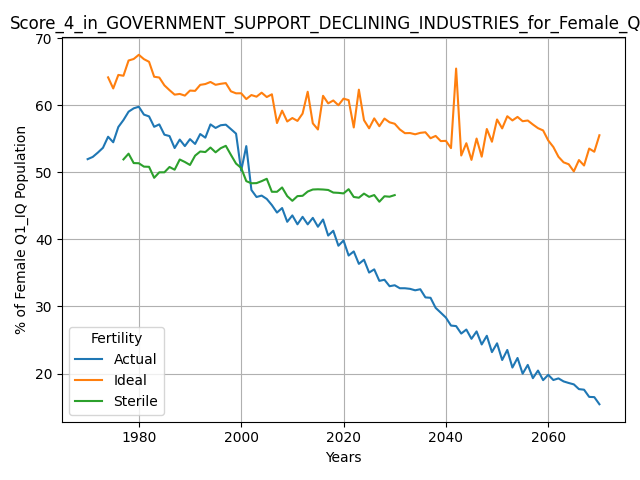 Score_4_in_GOVERNMENT_SUPPORT_DECLINING_INDUSTRIES_for_Female_Q
% of Female Q1_IQ Population
70
60
50
40
30
20
Fertility
Actual
Ideal
Sterile
1980 2000 2020 2040 2060
Years